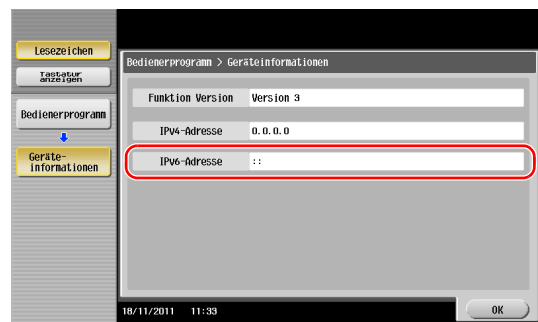 Lesezeichen
Tastatur
anzeigen
Bedienerprogramm
Geräte-
informationen
Bedienerprogramm > Geräteinformationen
Funktion Version Version 3
IPv4-Adresse 0.0.0.0
IPv6-Adresse ::
18/11/2011 11:33
OK